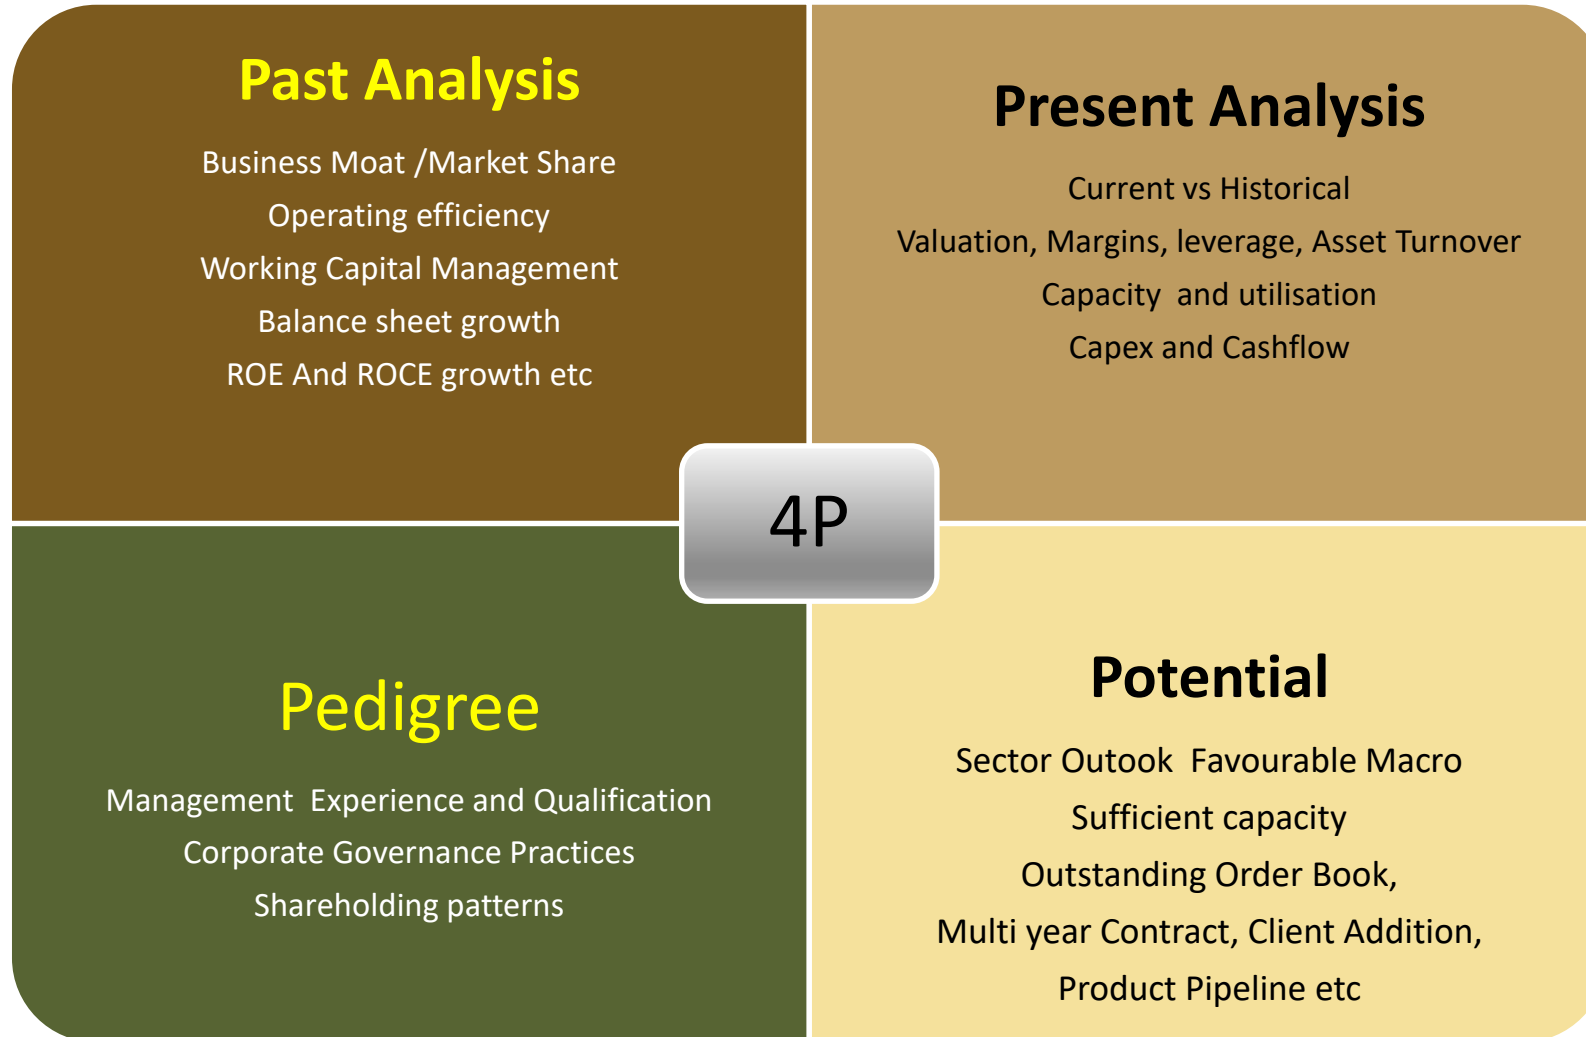 Past Analysis
Business Moat /Market Share
Operating efficiency
Working Capital Management
Balance sheet growth
ROE And ROCE growth etc
Present Analysis
Current vs Historical
Valuation, Margins, leverage, Asset Turnover
Capacity and utilisation
Capex and Cashflow
4P
Pedigree
Management Experience and Qualification
Corporate Governance Practices
Shareholding patterns
Potential
Sector Outook Favourable Macro
Sufficient capacity
Outstanding Order Book,
Multi year Contract, Client Addition,
Product Pipeline etc